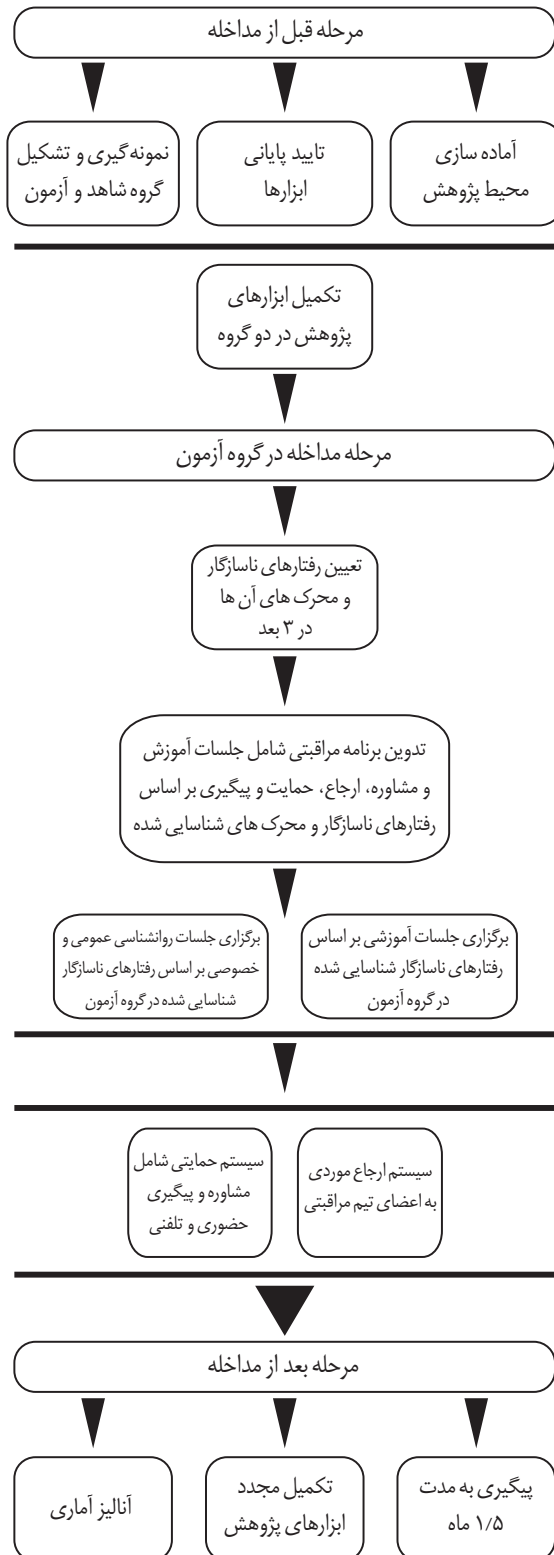 مرحله قبل از مداخله
آماده سازی
محیط پژوهش
تایید پایانی
ابزارها
نمونه‌گیری و تشکیل
گروه شاهد و آزمون
تکمیل ابزارهای
پژوهش در دو گروه
مرحله مداخله در گروه آزمون
تعیین رفتارهای ناسازگار
و محرک های آن ها
در ۳ بعد
تدوین برنامه مراقبتی شامل جلسات آموزش
و مشاوره، ارجاع، حمایت و پیگیری بر اساس
رفتارهای ناسازگار و محرک های شناسایی شده
برگزاری جلسات آموزشی بر اساس
رفتارهای ناسازگار شناسایی شده
در گروه آزمون
برگزاری جلسات روانشناسی عمومی و
خصوصی بر اساس رفتارهای ناسازگار
شناسایی شده در گروه آزمون
سیستم ارجاع موردی
به اعضای تیم مراقبتی
سیستم حمایتی شامل
مشاوره و پیگیری
حضوری و تلفنی
مرحله بعد از مداخله
پیگیری به مدت
۱/۵ ماه
تکمیل مجدد
ابزارهای پژوهش
آنالیز آماری